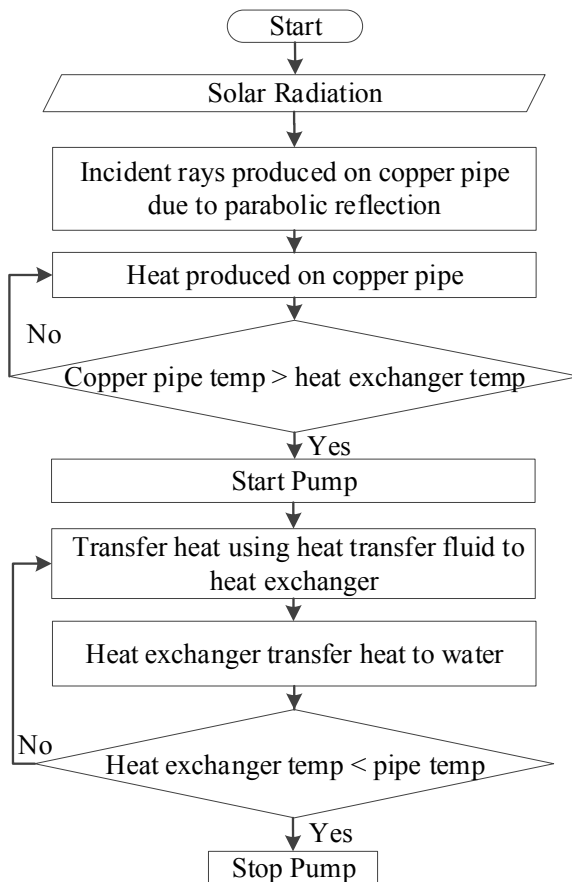 Start
Solar Radiation
Incident rays produced on copper pipe
due to parabolic reflection
Heat produced on copper pipe
No
Copper pipe temp > heat exchanger temp
Yes
Start Pump
Transfer heat using heat transfer fluid to
heat exchanger
Heat exchanger transfer heat to water
No
Heat exchanger temp < pipe temp
Yes
Stop Pump